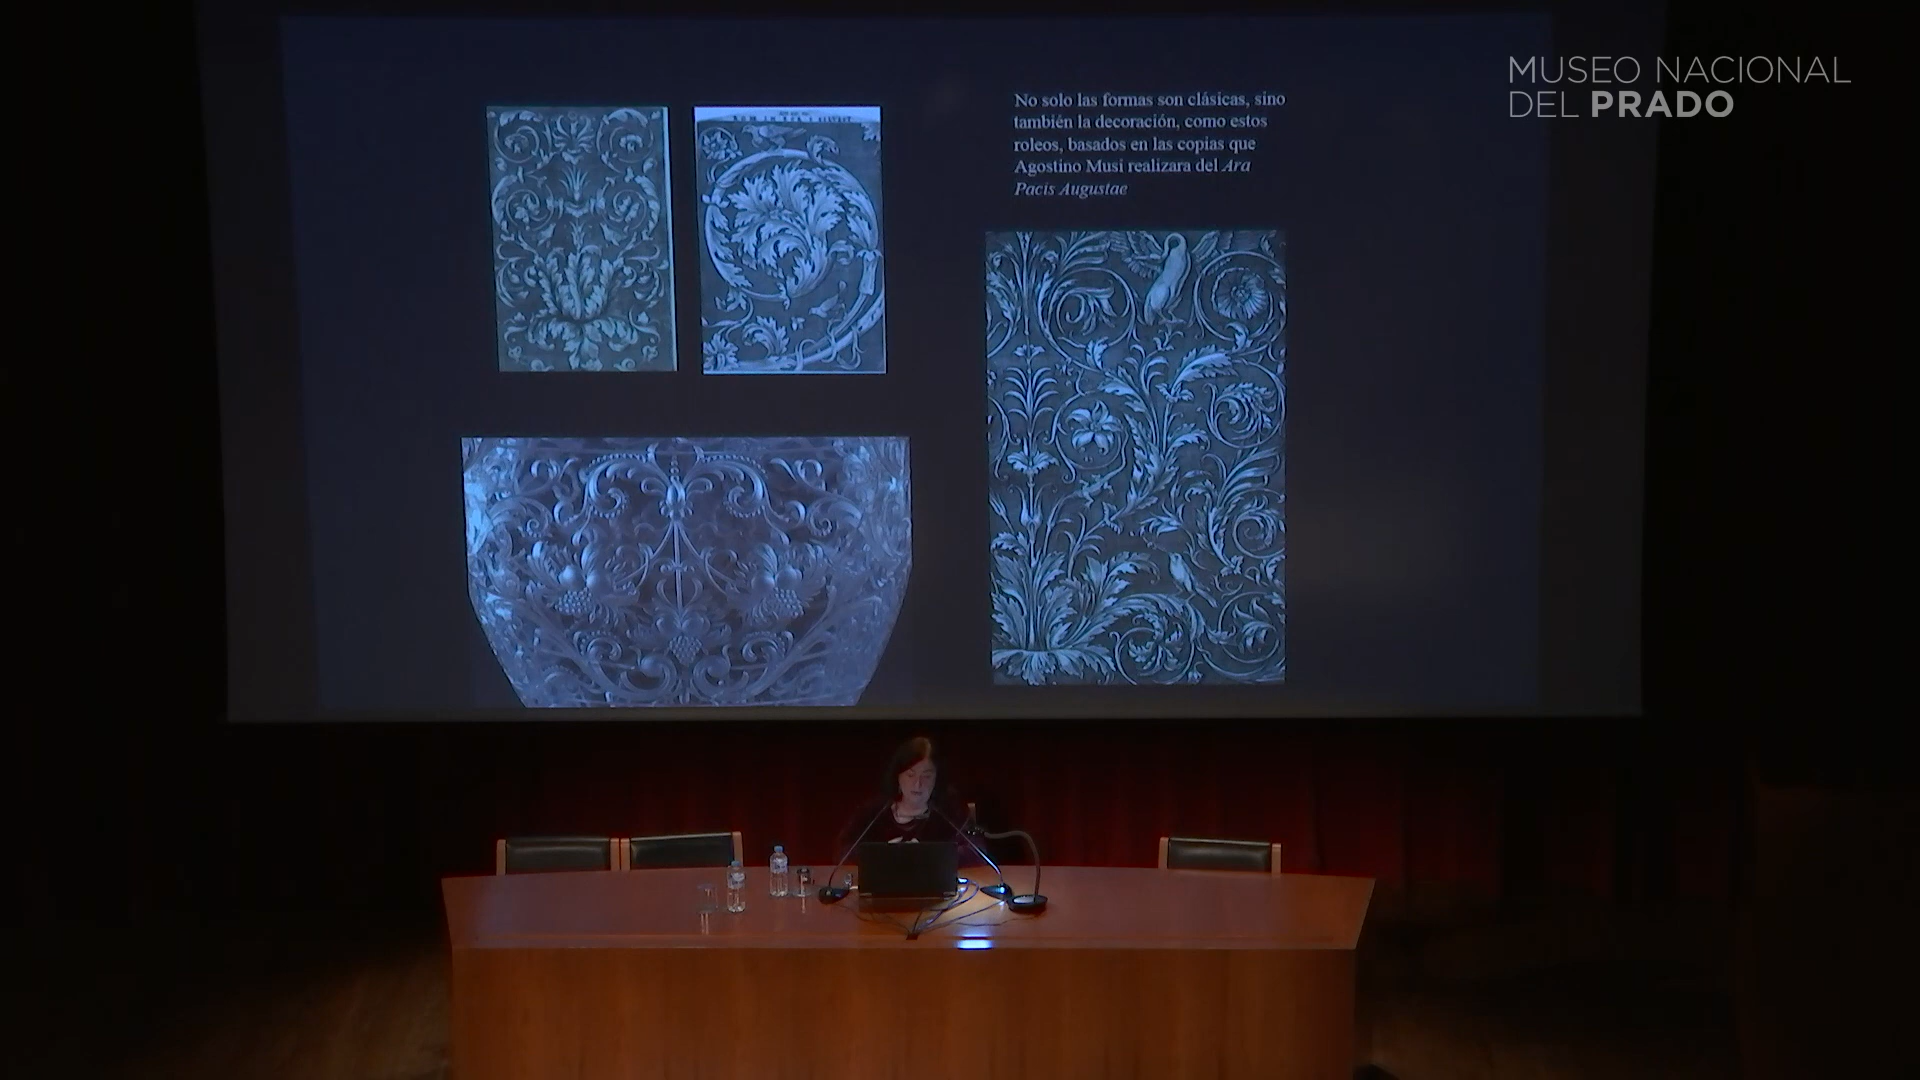 MUSEO NACIONAL
DEL PRADO
No solo las formas son clásicas, sino
también la decoración, como estos
roleos, basados en las copias que
Agostino Musi realizara del Ara
Pacis Augustae